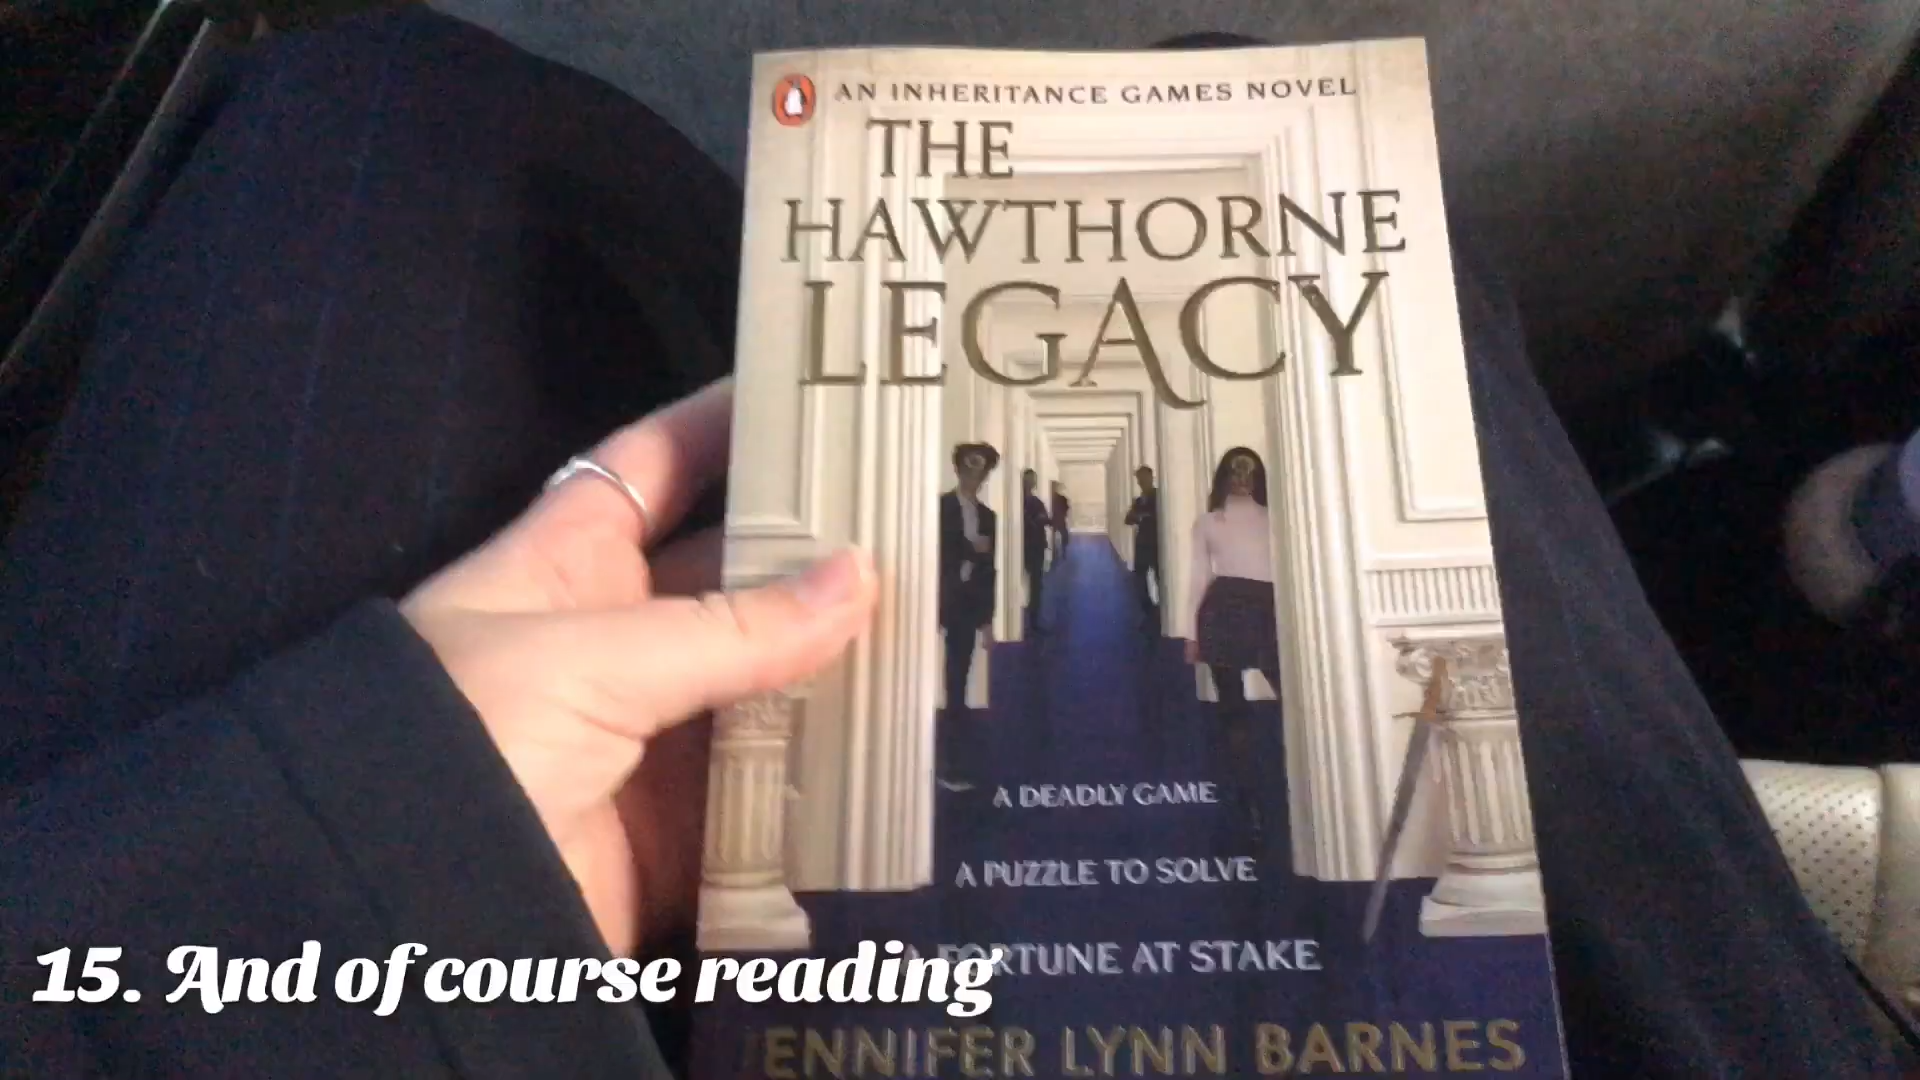 AN INHERITANCE GAMES NOVEL
THE
HAWTHORNE
LEGACY
A DEADLY GAME
A PUZZLE TO SOLVE
A FORTUNE AT STAKE
15. And of course reading
JENNIFER LYNN BARNES